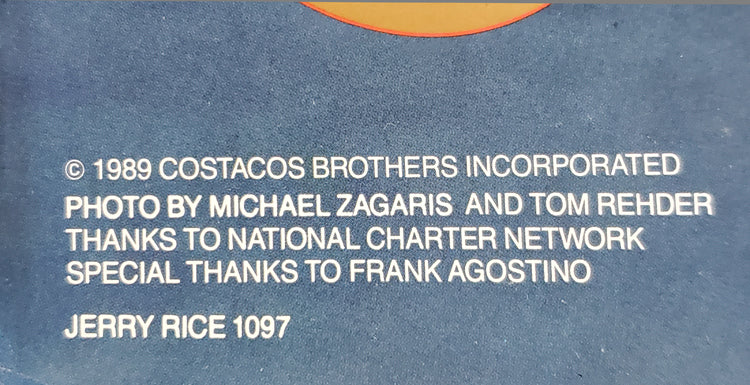 © 1989 COSTACOS BROTHERS INCORPORATED
PHOTO BY MICHAEL ZAGARIS AND TOM REHDER
THANKS TO NATIONAL CHARTER NETWORK
SPECIAL THANKS TO FRANK AGOSTINO
JERRY RICE 1097